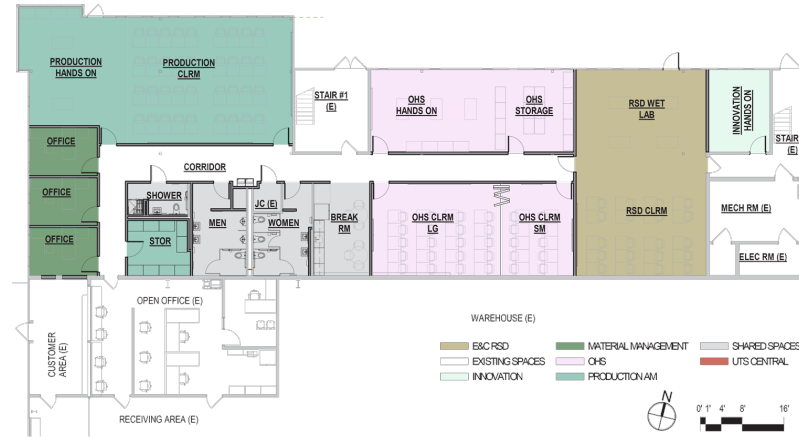 PRODUCTION
HANDS ON
PRODUCTION
CLRM
STAIR #1
(E)
OHS
HANDS ON
OHS
STORAGE
RSD WET
LAB
INNOVATION
HANDS ON
STAIR
(E)
OFFICE
CORRIDOR
OFFICE
SHOWER
JC (E)
MEN
WOMEN
BREAK
RM
OHS CLRM
LG
OHS CLRM
SM
RSD CLRM
MECH RM (E)
OFFICE
STOR
ELEC RM (E)
OPEN OFFICE (E)
CUSTOMER
AREA (E)
RECEIVING AREA (E)
WAREHOUSE (E)
E&C RSD
EXISTING SPACES
INNOVATION
MATERIAL MANAGEMENT
OHS
PRODUCTION AM
SHARED SPACES
UTS CENTRAL
N
0' 1' 4' 8' 16'